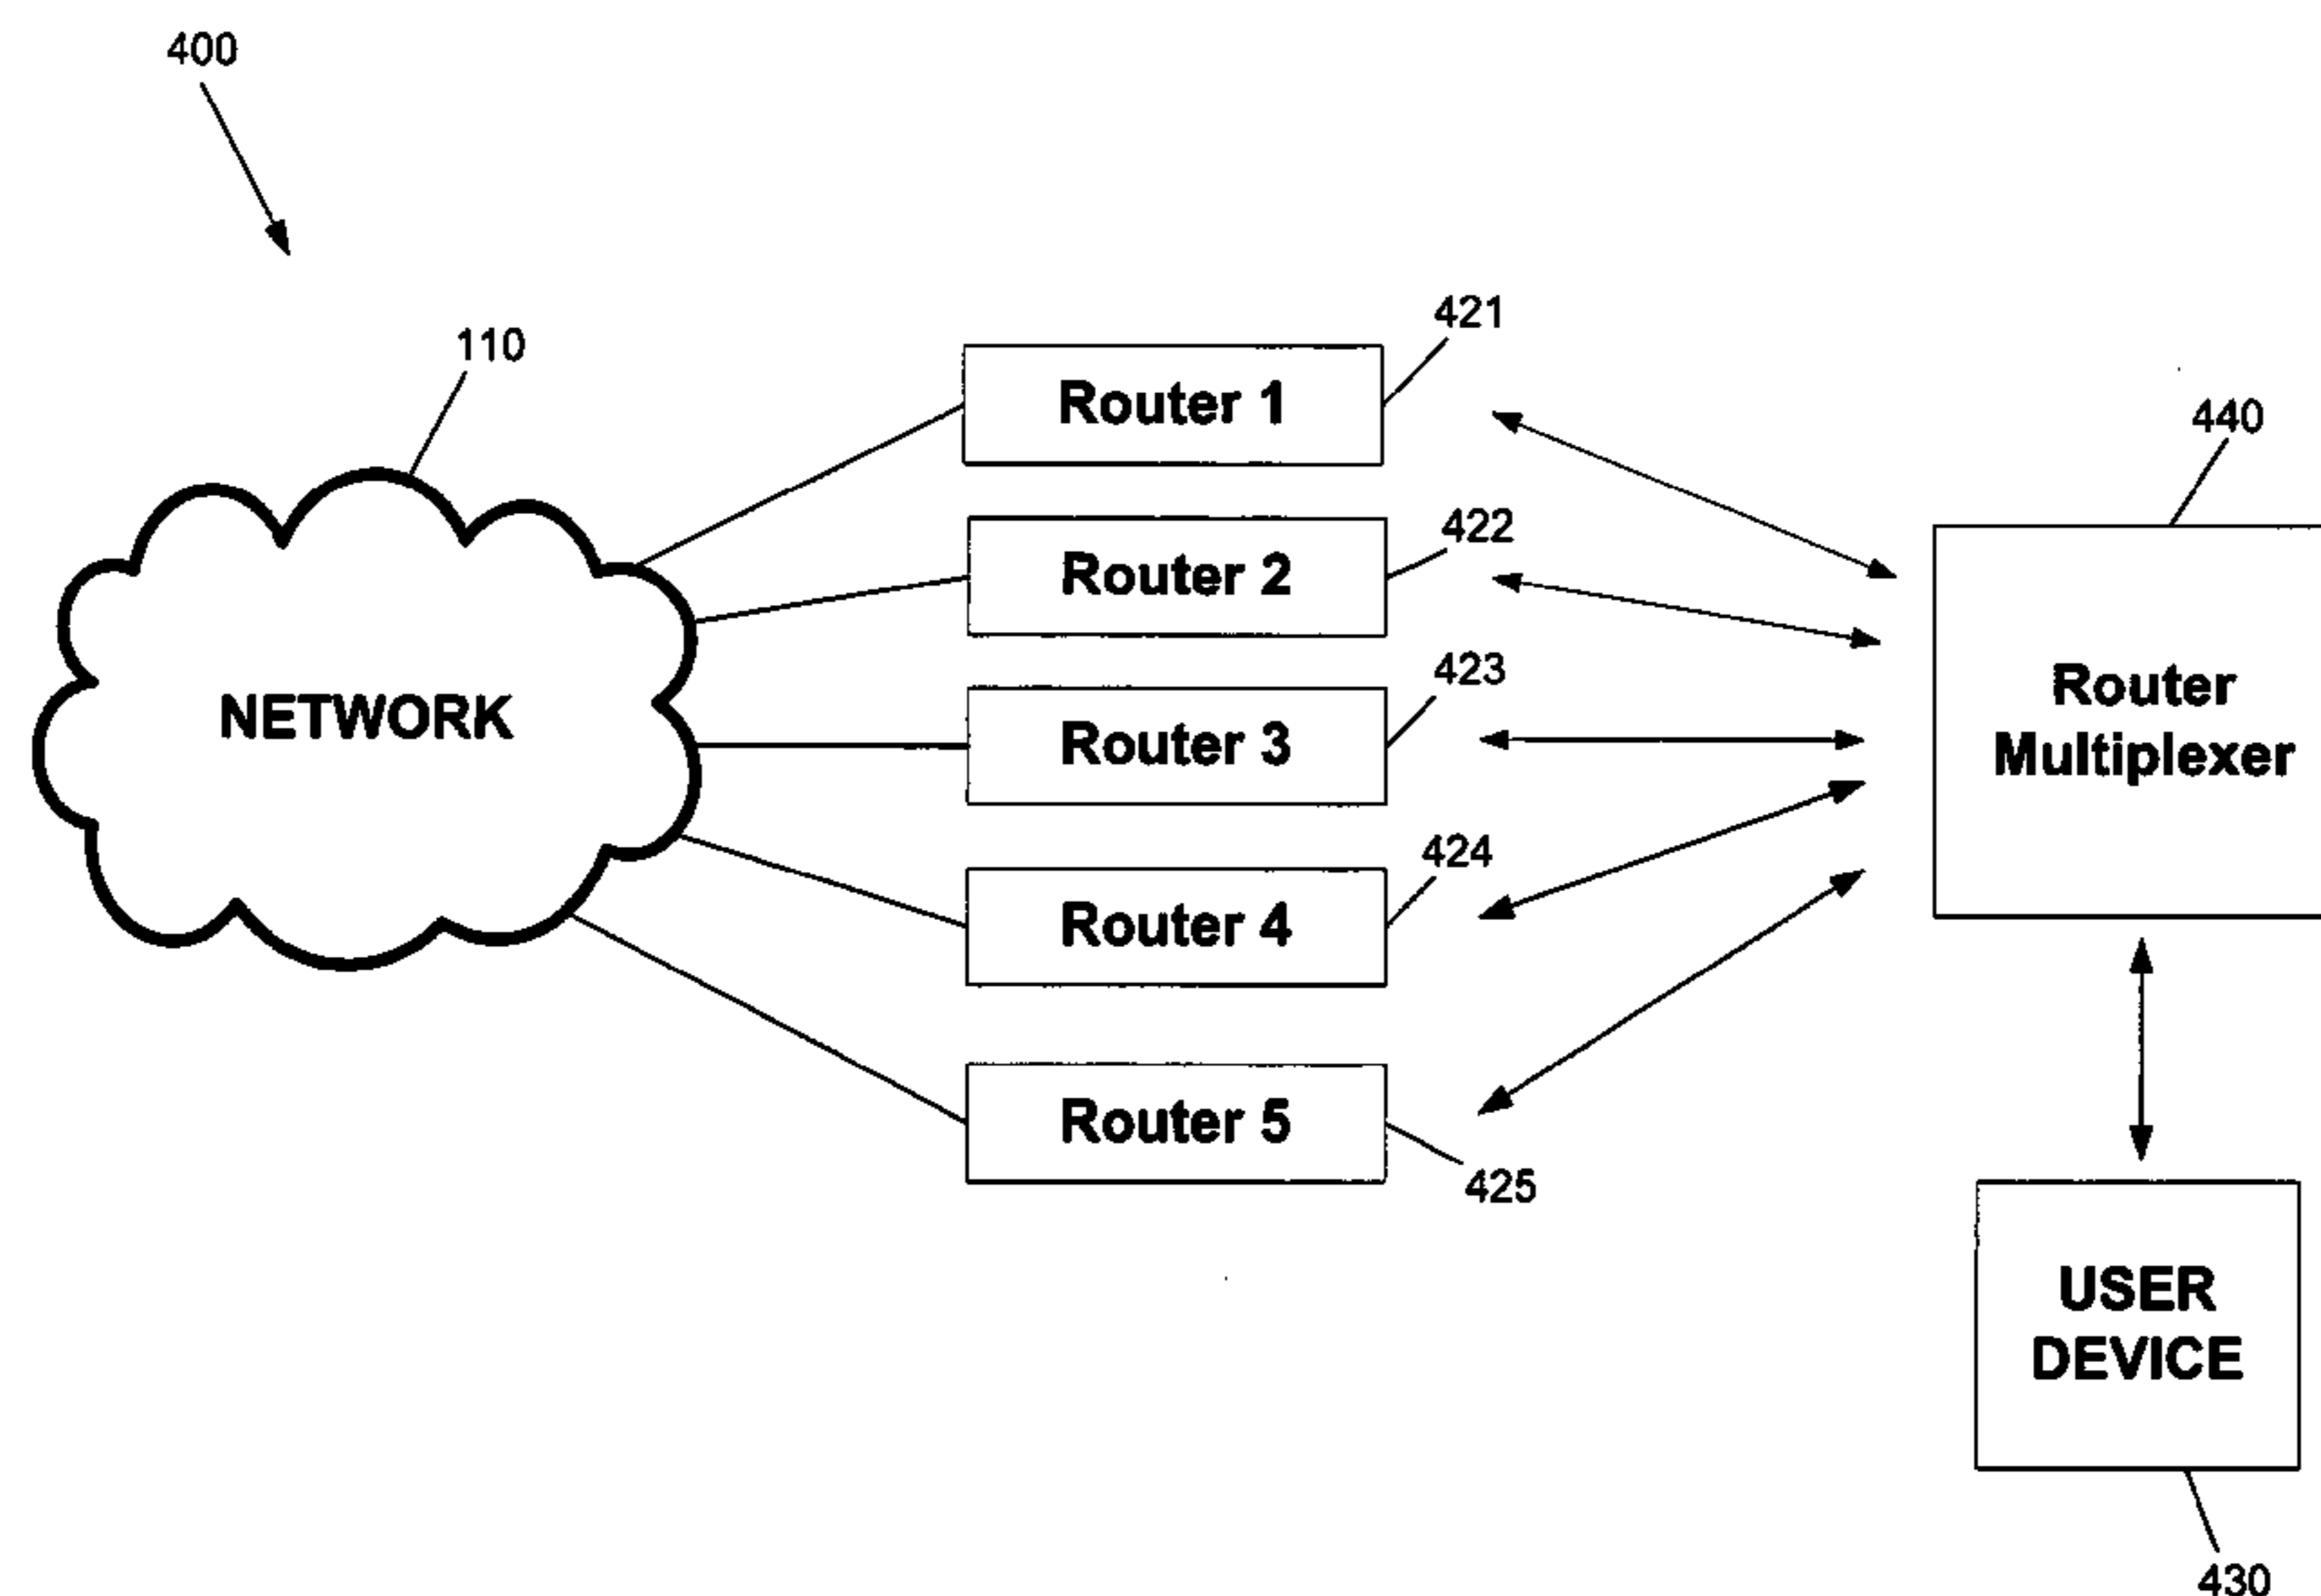 400
110
NETWORK
Router 1
421
Router 2
422
Router 3
423
Router 4
424
Router 5
425
440
Router
Multiplexer
USER
DEVICE
430